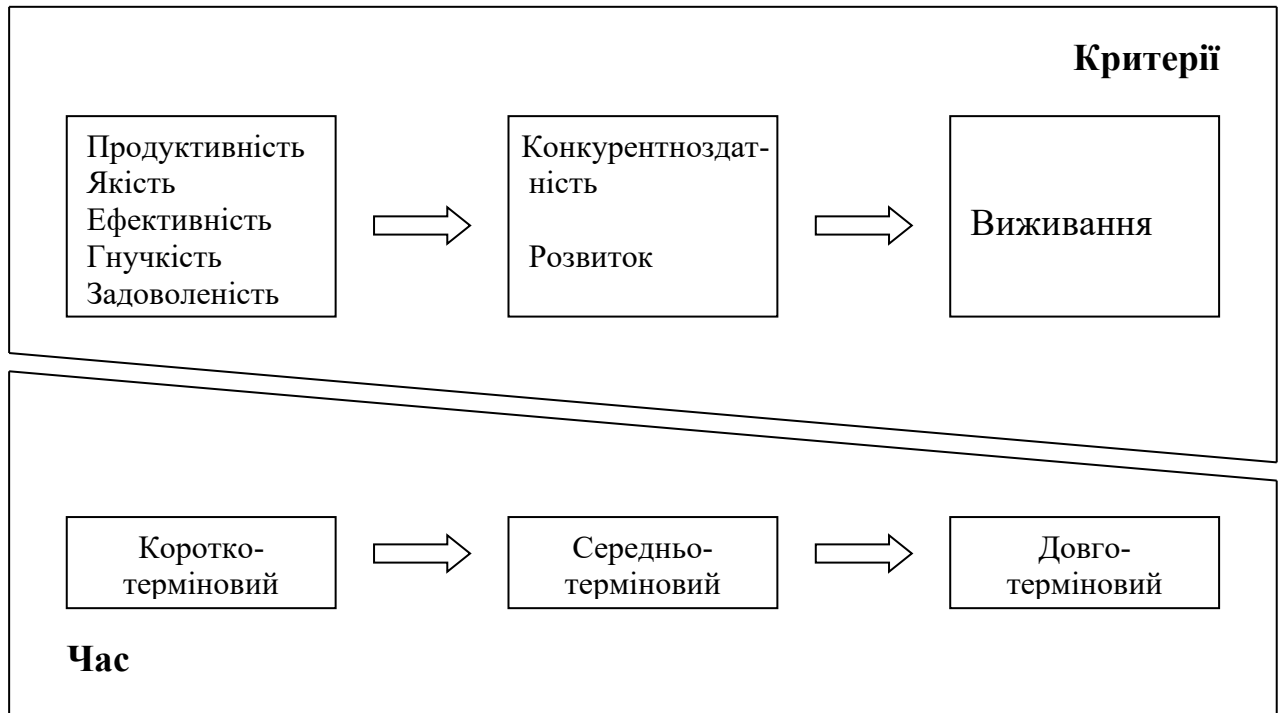 Критерії
Продуктивність
Якість
Ефективність
Гнучкість
Задоволеність
Конкурентноздат-
ність
Розвиток
Виживання
Коротко-
терміновий
Середньо-
терміновий
Довго-
терміновий
Час